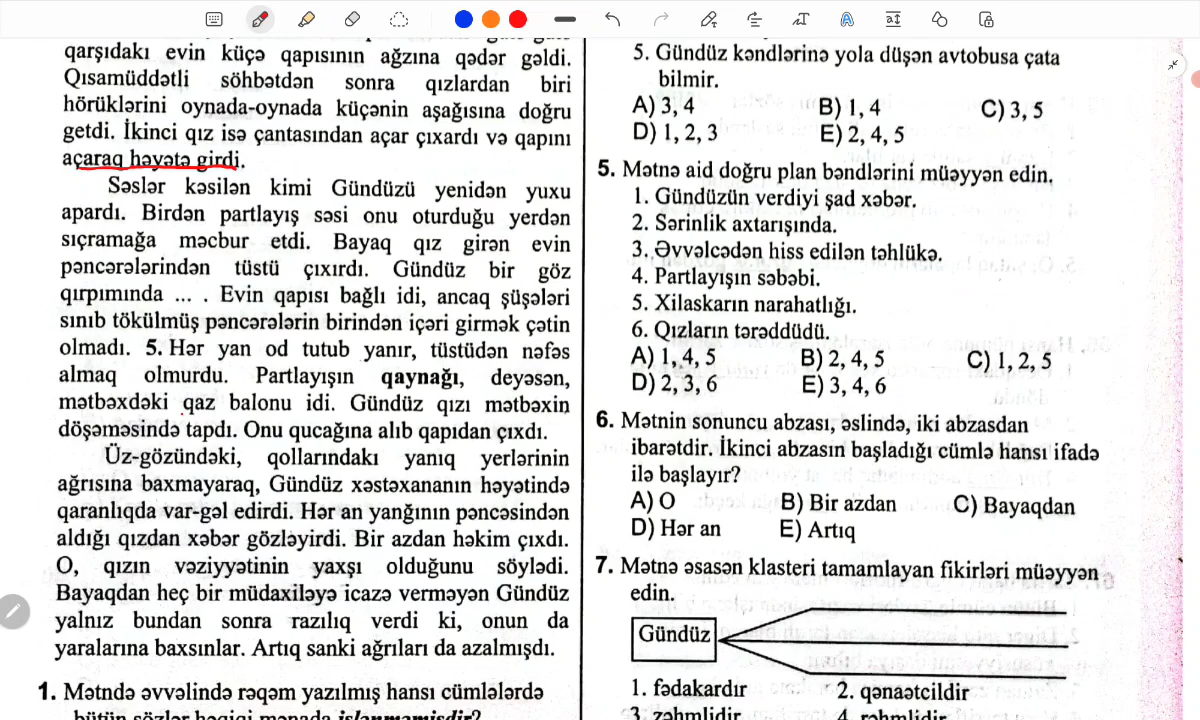 qarşıdakı evin küçə qapısının ağzına qədər gəldi.
Qısamüddətli söhbətdən sonra qızlardan biri
hörüklərini oynada-oynada küçənin aşağısına doğru
getdi. İkinci qız isə çantasından açar çıxardı və qapını
açaraq həyətə girdi.
Səslər kəsilən kimi Gündüzü yenidən yuxu
apardı. Birdən partlayış səsi onu oturduğu yerdən
sıçramağa məcbur etdi. Bayaq qız girən evin
pəncərələrindən tüstü çıxırdı. Gündüz bir göz
qırpımında ... . Evin qapısı bağlı idi, ancaq şüşələri
sınıb tökülmüş pəncərələrin birindən içəri girmək çətin
olmadı. 5. Hər yan od tutub yanır, tüstüdən nəfəs
almaq olmurdu. Partlayışın qaynağı, deyəsən,
mətbəxdəki qaz balonu idi. Gündüz qızı mətbəxin
döşəməsində tapdı. Onu qucağına alıb qapıdan çıxdı.
Üz-gözündəki, qollarındakı yanıq yerlərinin
ağrısına baxmayaraq, Gündüz xəstəxananın həyətində
qaranlıqda var-gəl edirdi. Hər an yanğının pəncəsindən
aldığı qızdan xəbər gözləyirdi. Bir azdan həkim çıxdı.
O, qızın vəziyyətinin yaxşı olduğunu söylədi.
Bayaqdan heç bir müdaxiləyə icazə verməyən Gündüz
yalnız bundan sonra razılıq verdi ki, onun da
yaralarına baxsınlar. Artıq sanki ağrıları da azalmışdı.
1. Mətndə əvvəlində rəqəm yazılmış hansı cümlələrdə
bütün sözlər həqiqi mənada işlənməmişdir?
5. Gündüz kəndlərinə yola düşən avtobusa çata
bilmir.
A) 3, 4 B) 1, 4 C) 3, 5
D) 1, 2, 3 E) 2, 4, 5
5. Mətnə aid doğru plan bəndlərini müəyyən edin.
1. Gündüzün verdiyi şad xəbər.
2. Sərinlik axtarışında.
3. Əvvəlcədən hiss edilən təhlükə.
4. Partlayışın səbəbi.
5. Xilaskarın narahatlığı.
6. Qızların tərəddüdü.
A) 1, 4, 5 B) 2, 4, 5 C) 1, 2, 5
D) 2, 3, 6 E) 3, 4, 6
6. Mətnin sonuncu abzası, əslində, iki abzasdan
ibarətdir. İkinci abzasın başladığı cümlə hansı ifadə
ilə başlayır?
A) O B) Bir azdan C) Bayaqdan
D) Hər an E) Artıq
7. Mətnə əsasən klasteri tamamlayan fikirləri müəyyən
edin.
Gündüz
1. fədakardır 2. qənaətcildir
3. zəhmlidir 4. rəhmlidir